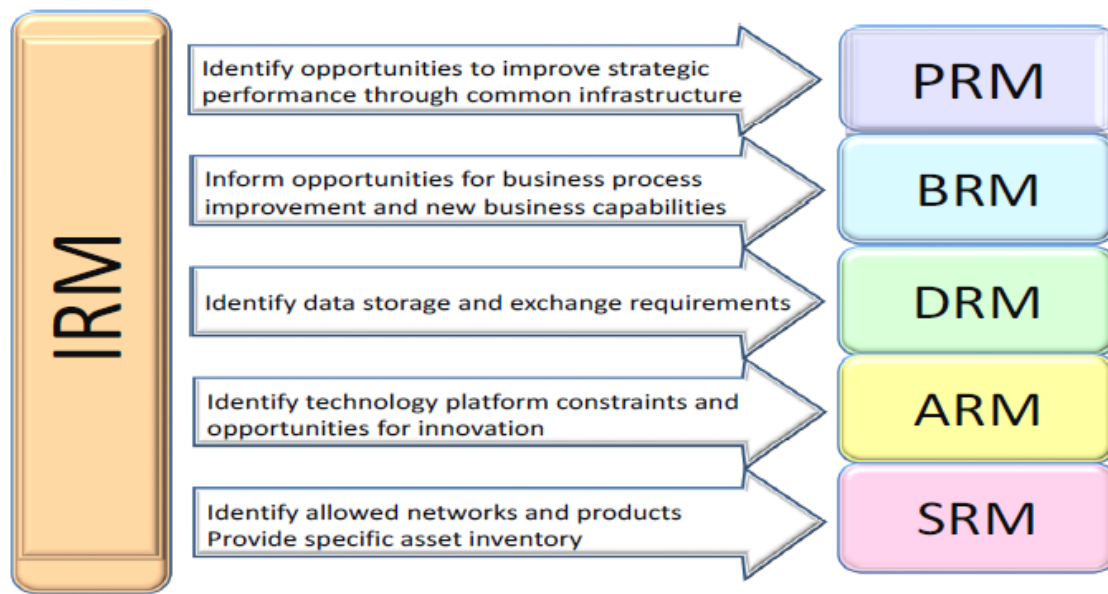 IRM
Identify opportunities to improve strategic
performance through common infrastructure
PRM
Inform opportunities for business process
improvement and new business capabilities
BRM
Identify data storage and exchange requirements
DRM
Identify technology platform constraints and
opportunities for innovation
ARM
Identify allowed networks and products
Provide specific asset inventory
SRM